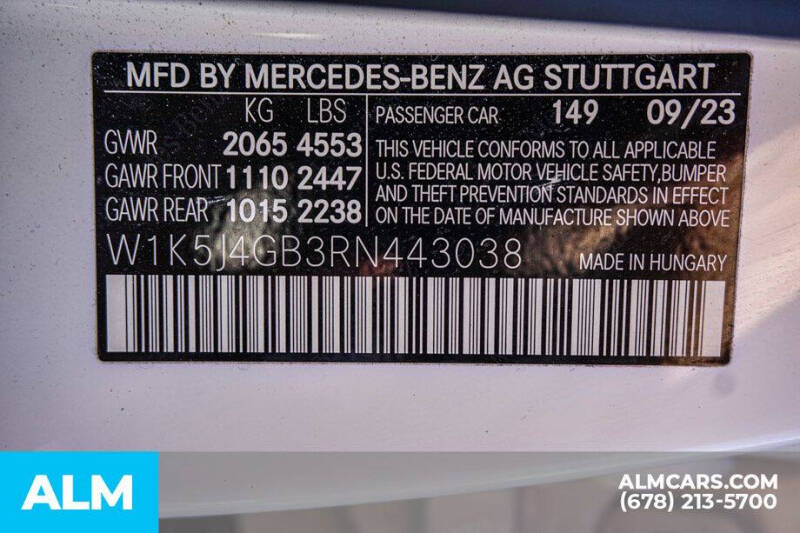 MFD BY MERCEDES-BENZ AG STUTTGART
KG LBS PASSENGER CAR 149 09/23
GVWR 2065 4553
GAWR FRONT 1110 2447
GAWR REAR 1015 2238
THIS VEHICLE CONFORMS TO ALL APPLICABLE
U.S. FEDERAL MOTOR VEHICLE SAFETY,BUMPER
AND THEFT PREVENTION STANDARDS IN EFFECT
ON THE DATE OF MANUFACTURE SHOWN ABOVE
W1K5J4GB3RN443038 MADE IN HUNGARY
ALM
ALMCARS.COM
(678) 213-5700